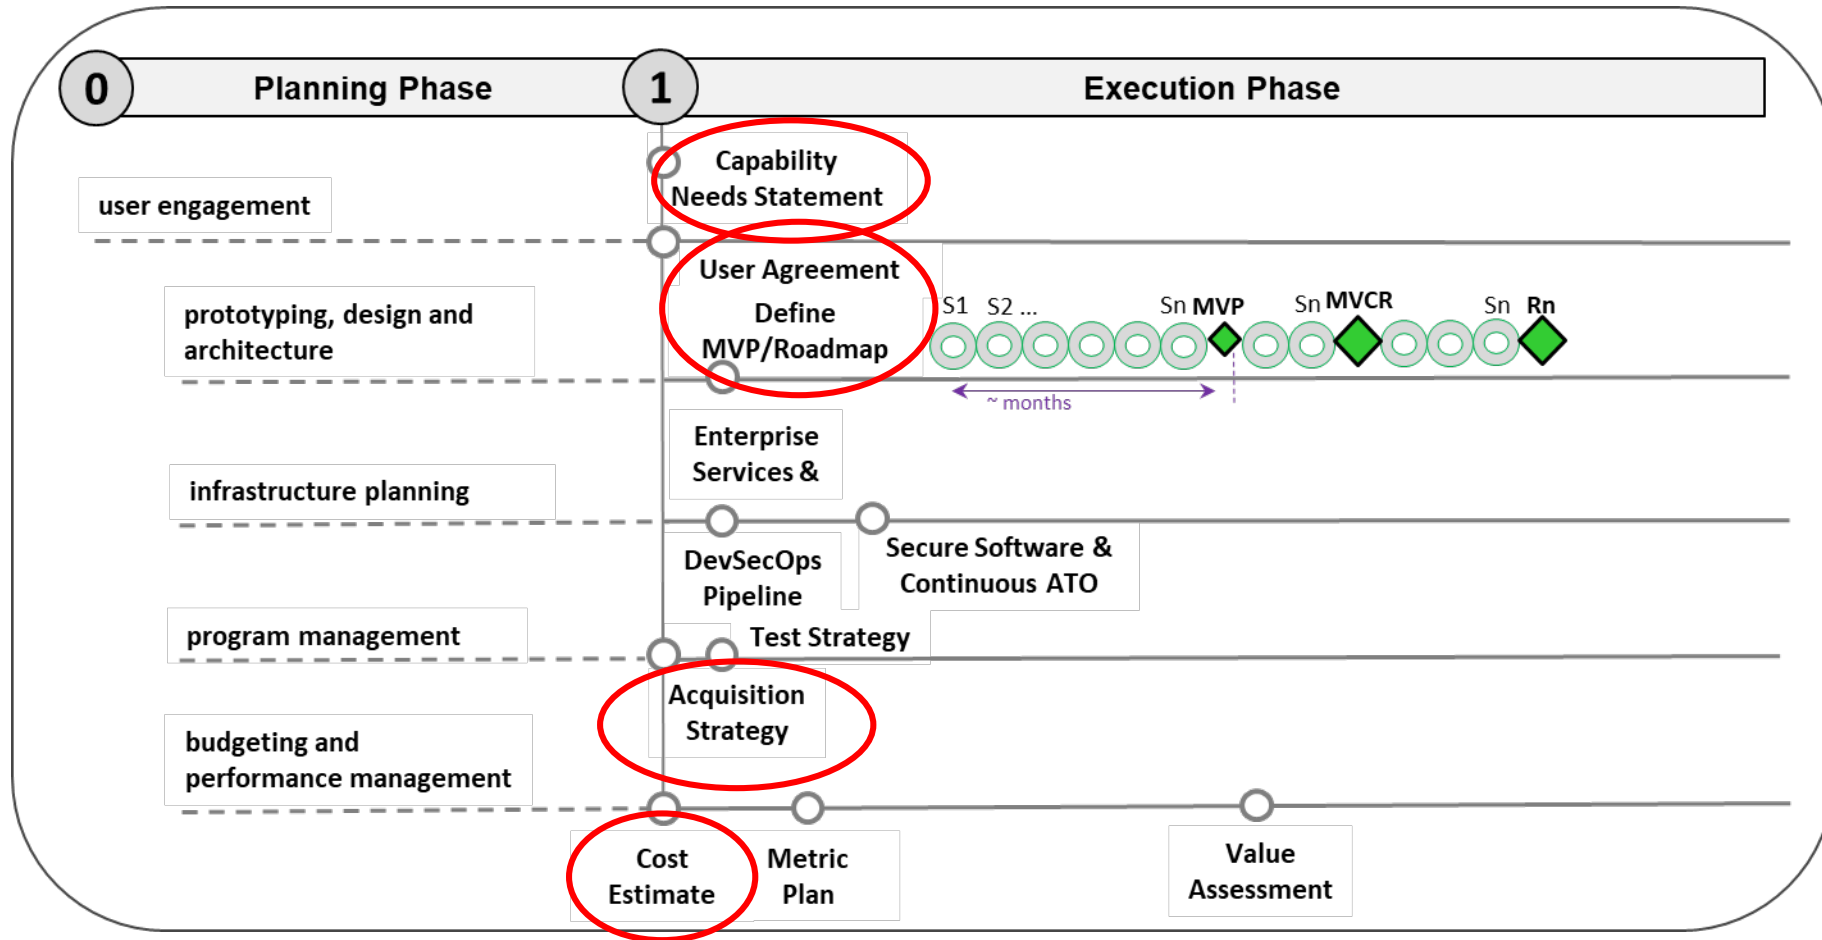 0
Planning Phase
1
Execution Phase
Capability
Needs Statement
user engagement
User Agreement
Define
MVP/Roadmap
prototyping, design and
architecture
S1
S2 ...
Sn
MVP
Sn
MVCR
Sn
Rn
~ months
Enterprise
Services &
infrastructure planning
DevSecOps
Pipeline
Secure Software &
Continuous ATO
program management
Test Strategy
Acquisition
Strategy
budgeting and
performance management
Cost
Estimate
Metric
Plan
Value
Assessment